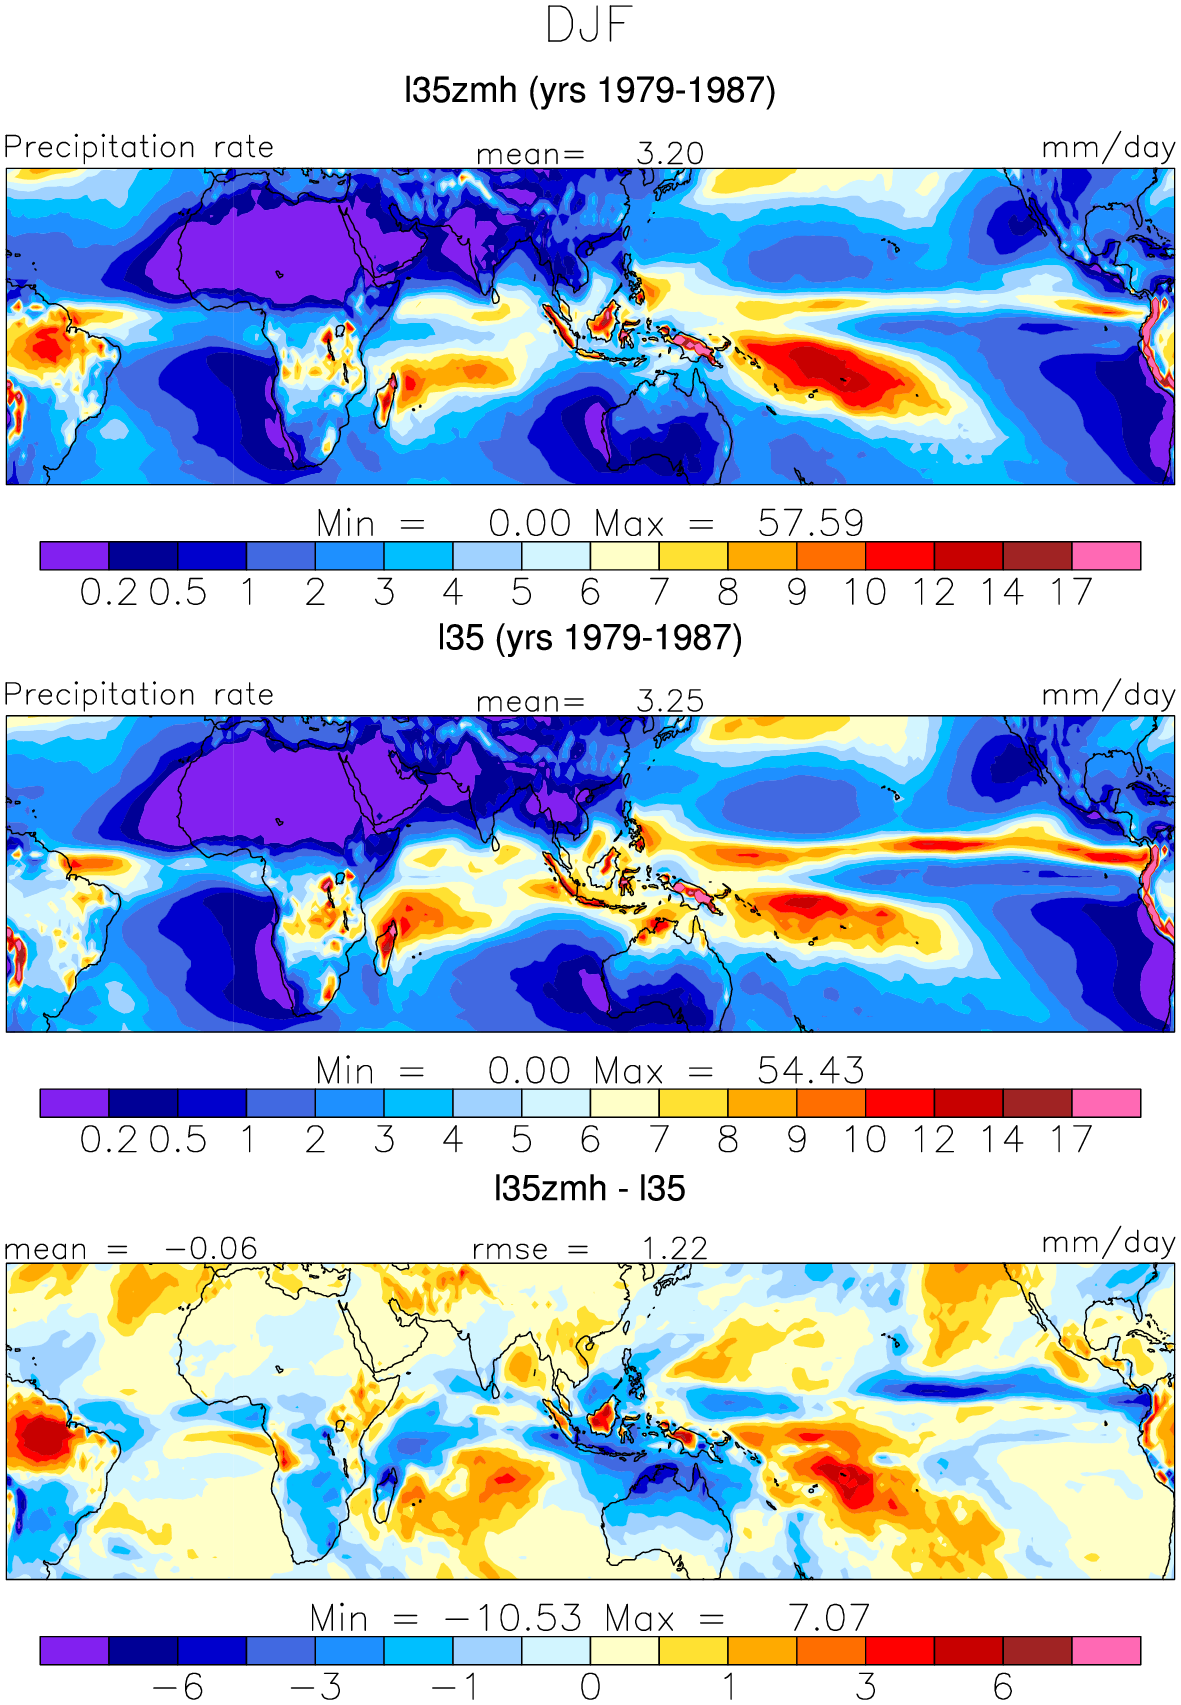 DJF
l35zmh (yrs 1979-1987)
Precipitation rate mean= 3.20 mm/day
Min = 0.00 Max = 57.59
0.2 0.5 1 2 3 4 5 6 7 8 9 10 12 14 17
l35 (yrs 1979-1987)
Precipitation rate mean= 3.25 mm/day
Min = 0.00 Max = 54.43
0.2 0.5 1 2 3 4 5 6 7 8 9 10 12 14 17
l35zmh - l35
mean = −0.06 rmse = 1.22 mm/day
Min = −10.53 Max = 7.07
−6 −3 −1 0 1 3 6